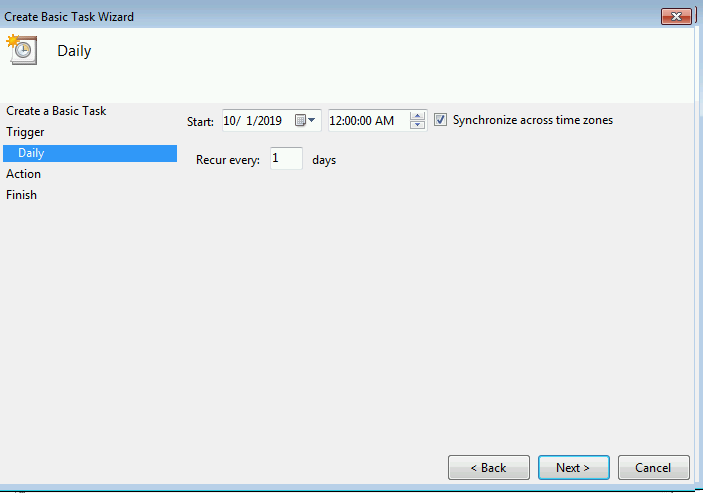 Create Basic Task Wizard
Daily
Create a Basic Task
Trigger
Daily
Action
Finish
Start: 10/ 1/2019 12:00:00 AM Synchronize across time zones
Recur every: 1 days
< Back Next > Cancel